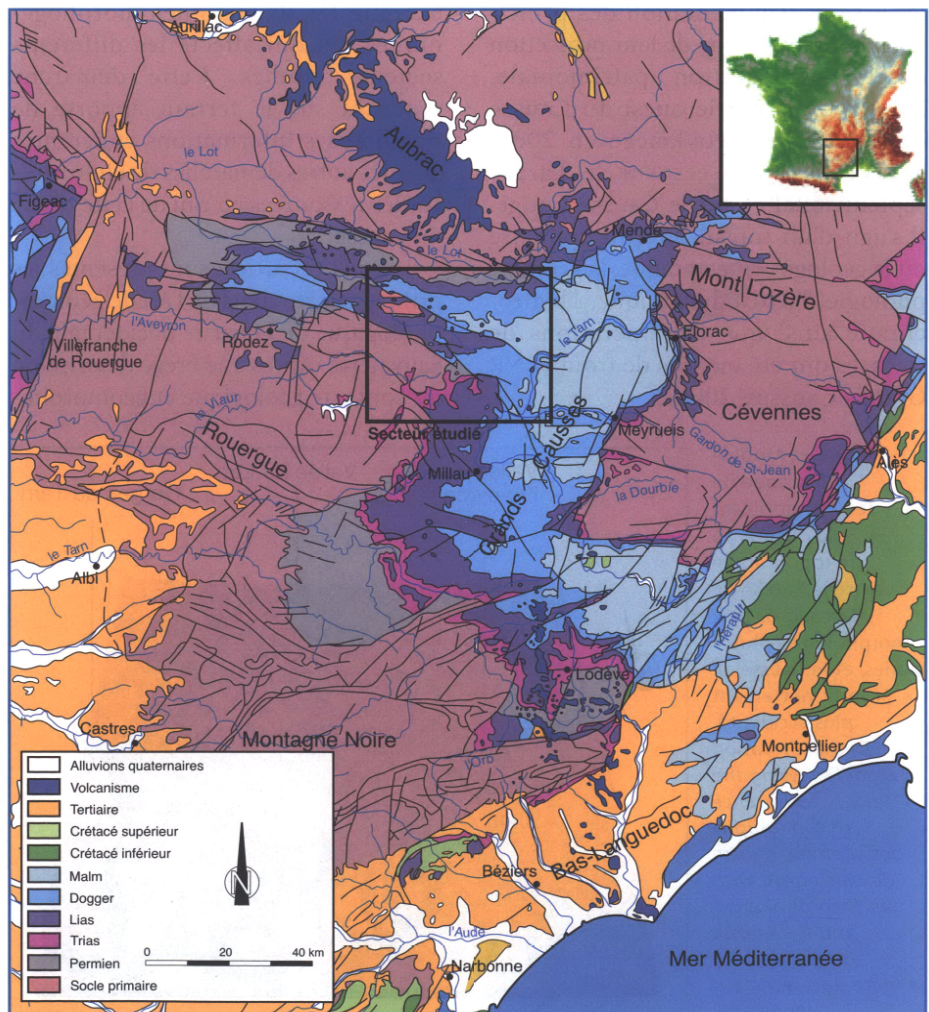 Aurillac
Aubrac
le Lot
Figeac
Mende
le Lot
Mont Lozère
l'Aveyron
le Tarn
Florac
Villefranche
de Rouergue
Rodez
Causses
Cévennes
le Viaur
Secteur étudié
Meyrueis
Rouergue
Gardon de St-Jean
Alès
Millau
la Dourbie
Grands
le Tarn
Albi
l'Hérault
Lodève
Castres
Montagne Noire
Montpellier
l'Orb
Alluvions quaternaires
Volcanisme
Tertiaire
Crétacé supérieur
Crétacé inférieur
Malm
Dogger
Lias
Trias
Permien
Socle primaire
N
0 20 40 km
Bas-Languedoc
Béziers
l'Aude
Narbonne
Mer Méditerranée